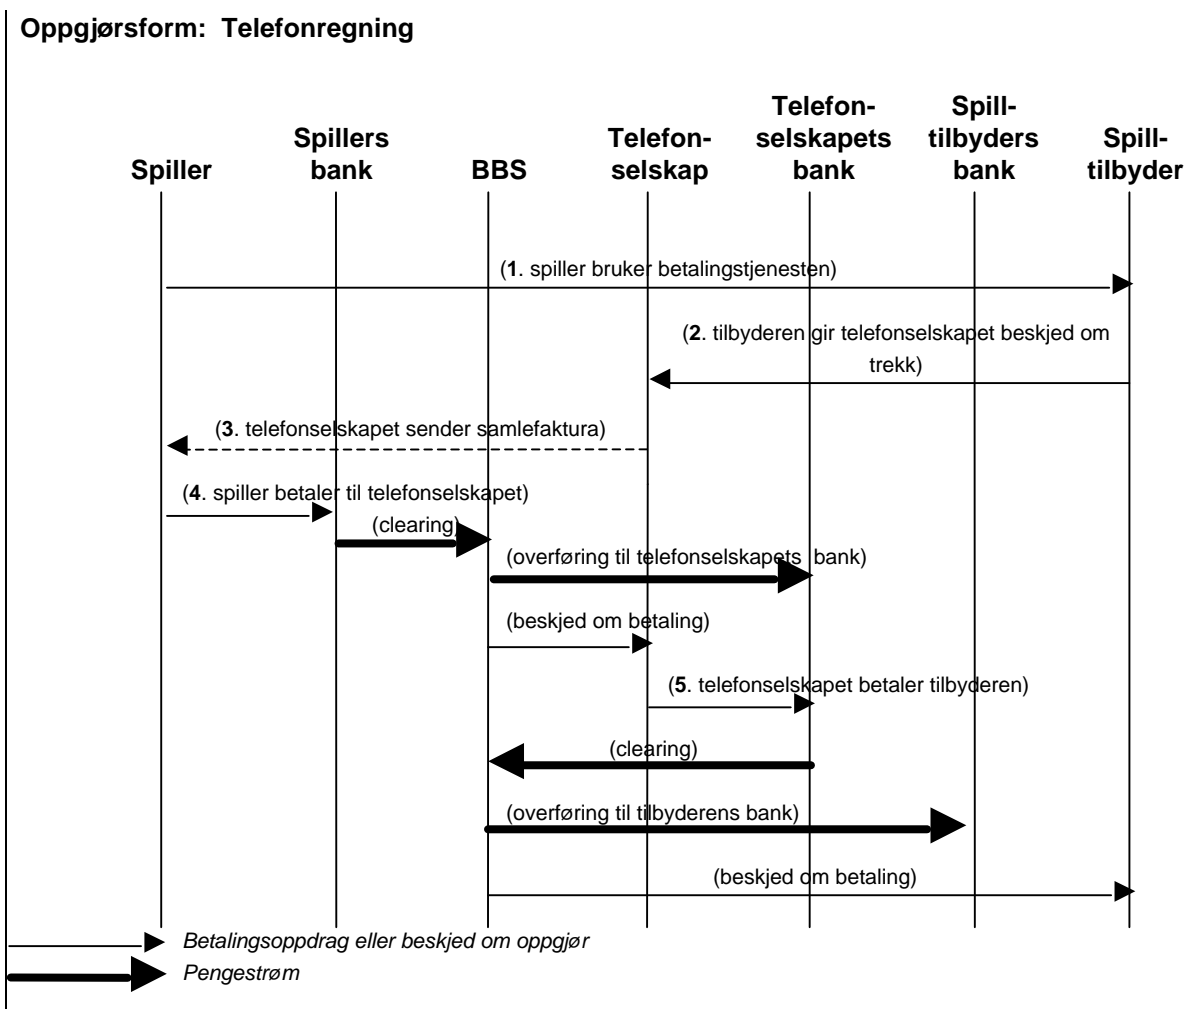 Oppgjørsform: Telefonregning
Spiller
Spillers
bank
BBS
Telefon-
selskap
Telefon-
selskapets
bank
Spill-
tilbyders
bank
Spill-
tilbyder
(1. spiller bruker betalingstjenesten)
(2. tilbyderen gir telefonselskapet beskjed om
trekk)
(3. telefonselskapet sender samlefaktura)
(4. spiller betaler til telefonselskapet)
(clearing)
(overføring til telefonselskapets bank)
(beskjed om betaling)
(5. telefonselskapet betaler tilbyderen)
(clearing)
(overføring til tilbyderens bank)
(beskjed om betaling)
Betalingsoppdrag eller beskjed om oppgjør
Pengestrøm